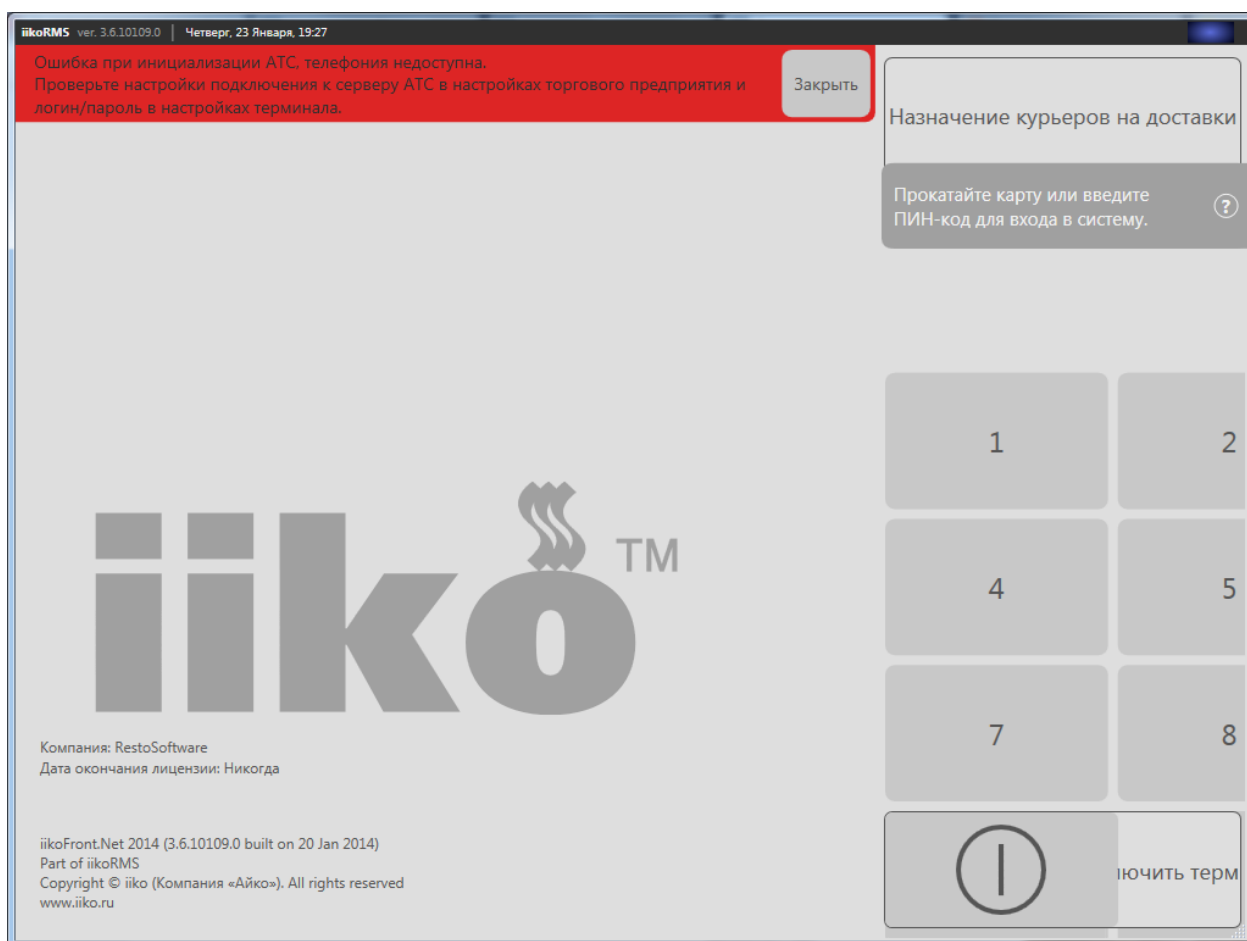 iikoRMS ver. 3.6.10109.0 | Четверг, 23 Января, 19:27
Ошибка при инициализации АТС, телефония недоступна.
Проверьте настройки подключения к серверу АТС в настройках торгового предприятия и
логин/пароль в настройках терминала.
Закрыть
Назначение курьеров на доставки
Прокатайте карту или введите
ПИН-код для входа в систему.
?
1
2
4
5
7
8
iiko TM
Компания: RestoSoftware
Дата окончания лицензии: Никогда
iikoFront.Net 2014 (3.6.10109.0 built on 20 Jan 2014)
Part of iikoRMS
Copyright © iiko (Компания «Айко»). All rights reserved
www.iiko.ru
ючить терм